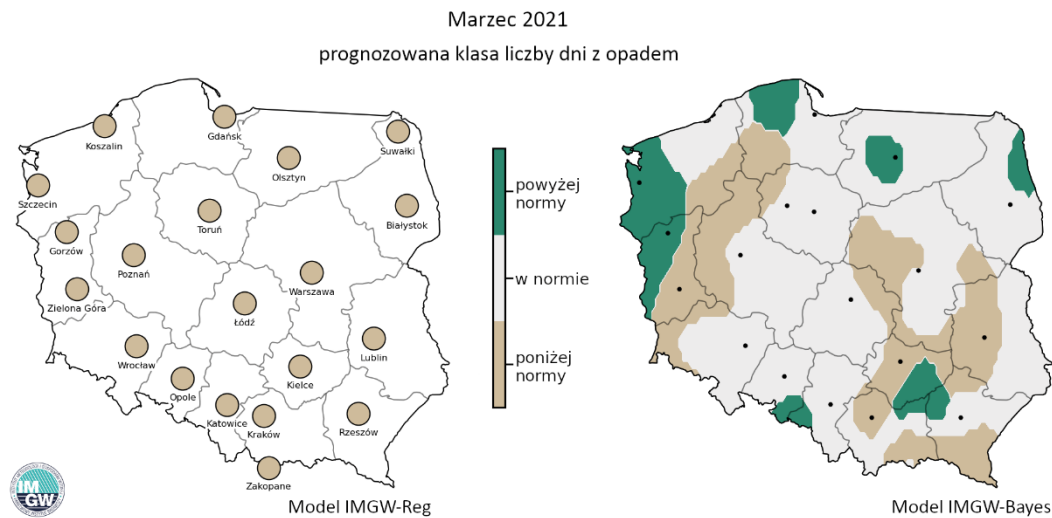 Marzec 2021
prognozowana klasa liczby dni z opadem
Koszalin
Gdańsk
Suwałki
Olsztyn
Szczecin
Białystok
Toruń
Gorzów
Poznań
Warszawa
Zielona Góra
Łódź
Lublin
Wrocław
Kielce
Opole
Katowice
Kraków
Rzeszów
Zakopane
powyżej
normy
w normie
poniżej
normy
IM
GW
Model IMGW-Reg
Model IMGW-Bayes